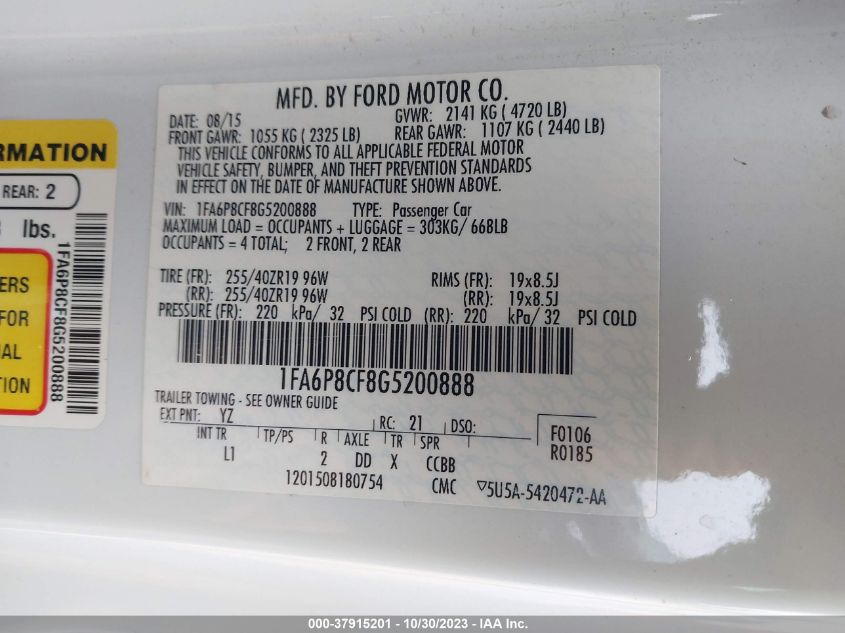 RMATION
REAR: 2
lbs.
ERS
FOR
AL
TION
1FA6P8CF8G5200888
MFD. BY FORD MOTOR CO.
DATE: 08/15 GVWR: 2141 KG ( 4720 LB)
FRONT GAWR: 1055 KG ( 2325 LB) REAR GAWR: 1107 KG ( 2440 LB)
THIS VEHICLE CONFORMS TO ALL APPLICABLE FEDERAL MOTOR
VEHICLE SAFETY, BUMPER, AND THEFT PREVENTION STANDARDS
IN EFFECT ON THE DATE OF MANUFACTURE SHOWN ABOVE.
VIN: 1FA6P8CF8G5200888 TYPE: Passenger Car
MAXIMUM LOAD = OCCUPANTS + LUGGAGE = 303KG/ 668LB
OCCUPANTS = 4 TOTAL; 2 FRONT, 2 REAR
TIRE (FR): 255/40ZR19 96W RIMS (FR): 19x8.5J
(RR): 255/40ZR19 96W (RR): 19x8.5J
PRESSURE (FR): 220 kPa/ 32 PSI COLD (RR): 220 kPa/ 32 PSI COLD
1FA6P8CF8G5200888
TRAILER TOWING - SEE OWNER GUIDE
EXT PNT: YZ RC: 21 DSO:
INT TR TP/PS R AXLE TR SPR F0106
L1 2 DD X CCBB R0185
1201508180754 CMC ▽5U5A-5420472-AA
000-37915201 - 10/30/2023 - IAA Inc.